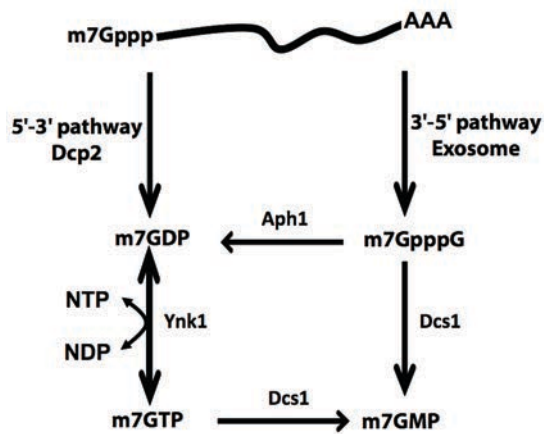 m7Gppp
AAA
5'-3' pathway
Dcp2
3'-5' pathway
Exosome
Aph1
m7GDP
m7GpppG
NTP
Ynk1
NDP
Dcs1
Dcs1
m7GTP
m7GMP